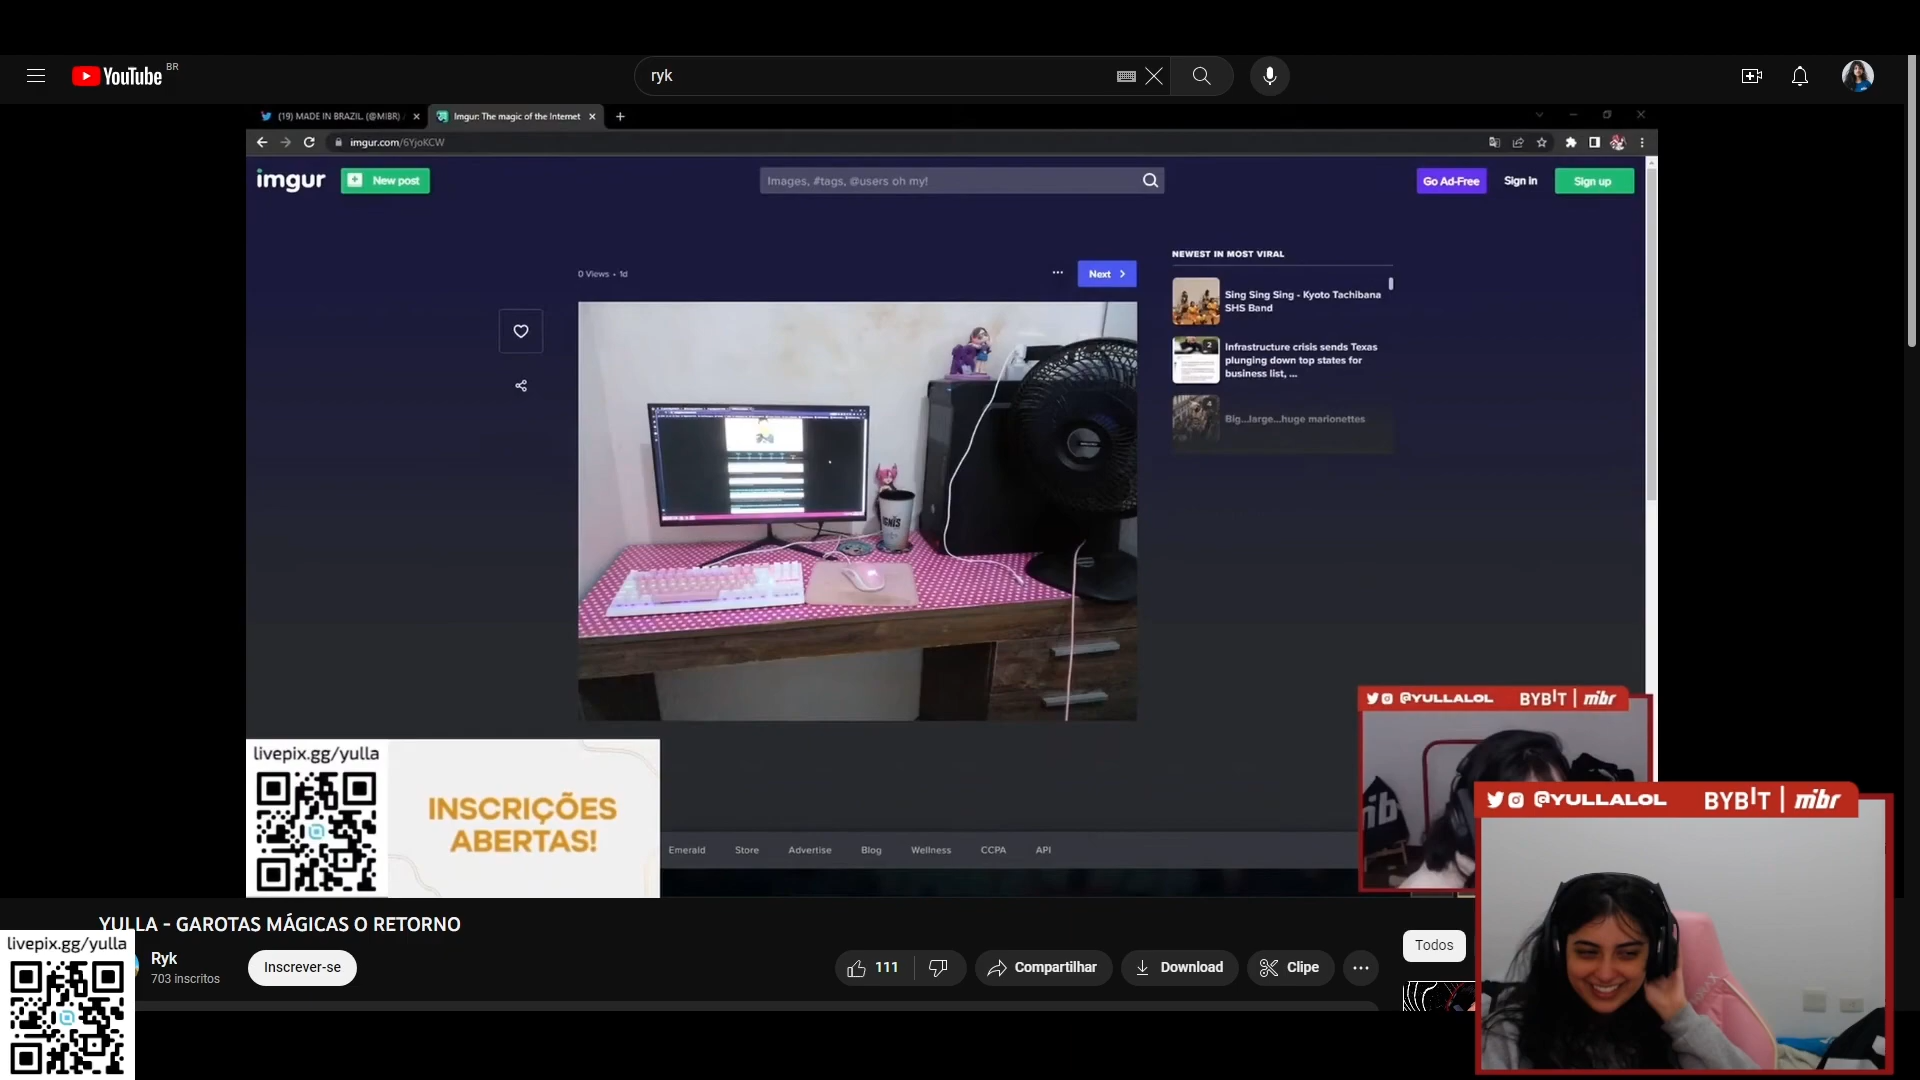 YouTube BR
ryk
(19) MADE IN BRAZIL. (@MIBR)
Imgur: The magic of the Internet
imgur.com/6YjoKCW
imgur
New post
Images, #tags, @users oh my!
Go Ad-Free
Sign in
Sign up
0 Views • 1d
Next
NEWEST IN MOST VIRAL
Sing Sing Sing - Kyoto Tachibana
SHS Band
2
Infrastructure crisis sends Texas
plunging down top states for
business list, ...
4
Big...large...huge marionettes
IGNIS
@YULLALOL BYBIT | mibr
livepix.gg/yulla
INSCRIÇÕES
ABERTAS!
Emerald Store Advertise Blog Wellness CCPA API
@YULLALOL BYBIT | mibr
YULLA - GAROTAS MÁGICAS O RETORNO
livepix.gg/yulla
Ryk
703 inscritos
Inscrever-se
111
Compartilhar
Download
Clipe
Todos